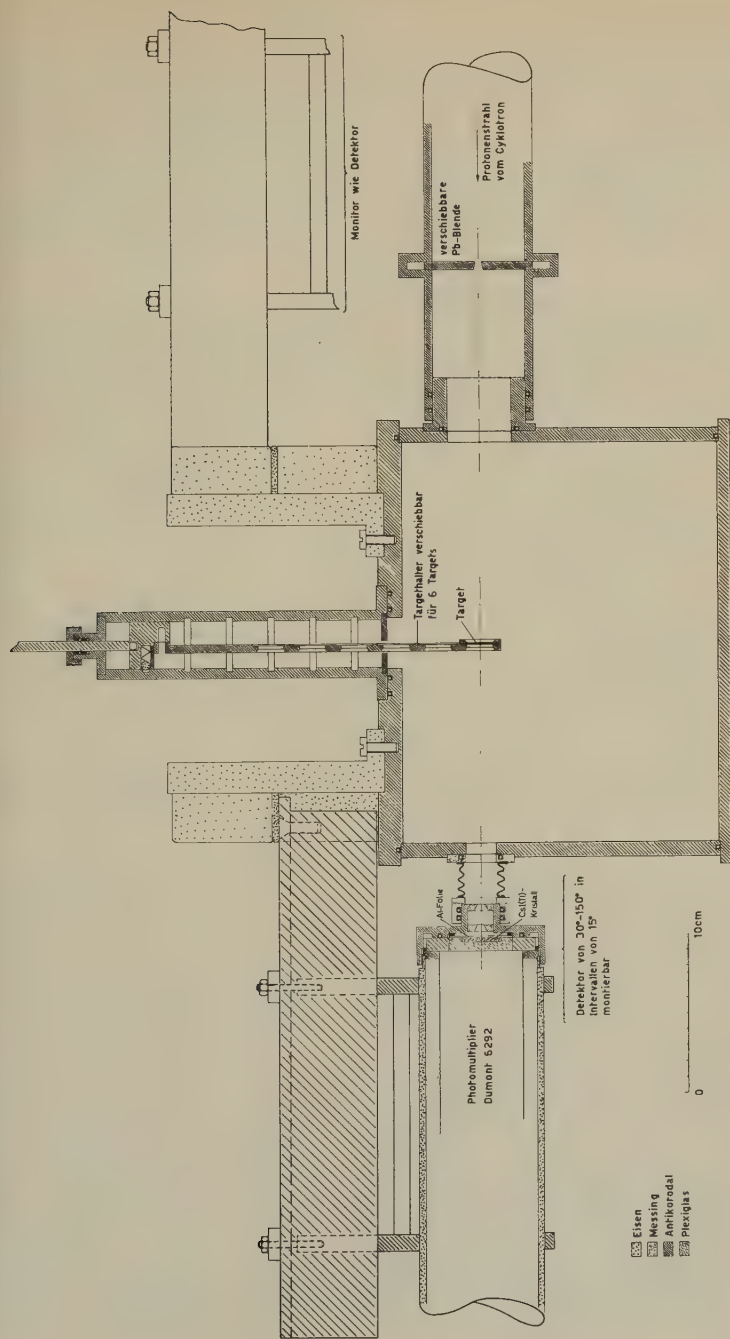 Monitor wie Detektor
verschiebbare
Pb-Blende
Protonenstrahl
vom Cyklotron
Targethalter verschiebbar
für 6 Targets
Target
Al-Folie
CsI(Tl)-
Kristall
Detektor von 30°-150° in
Intervallen von 15°
montierbar
Photomultiplier
Dumont 6292
0
10cm
Eisen
Messing
Antikorodal
Plexiglas